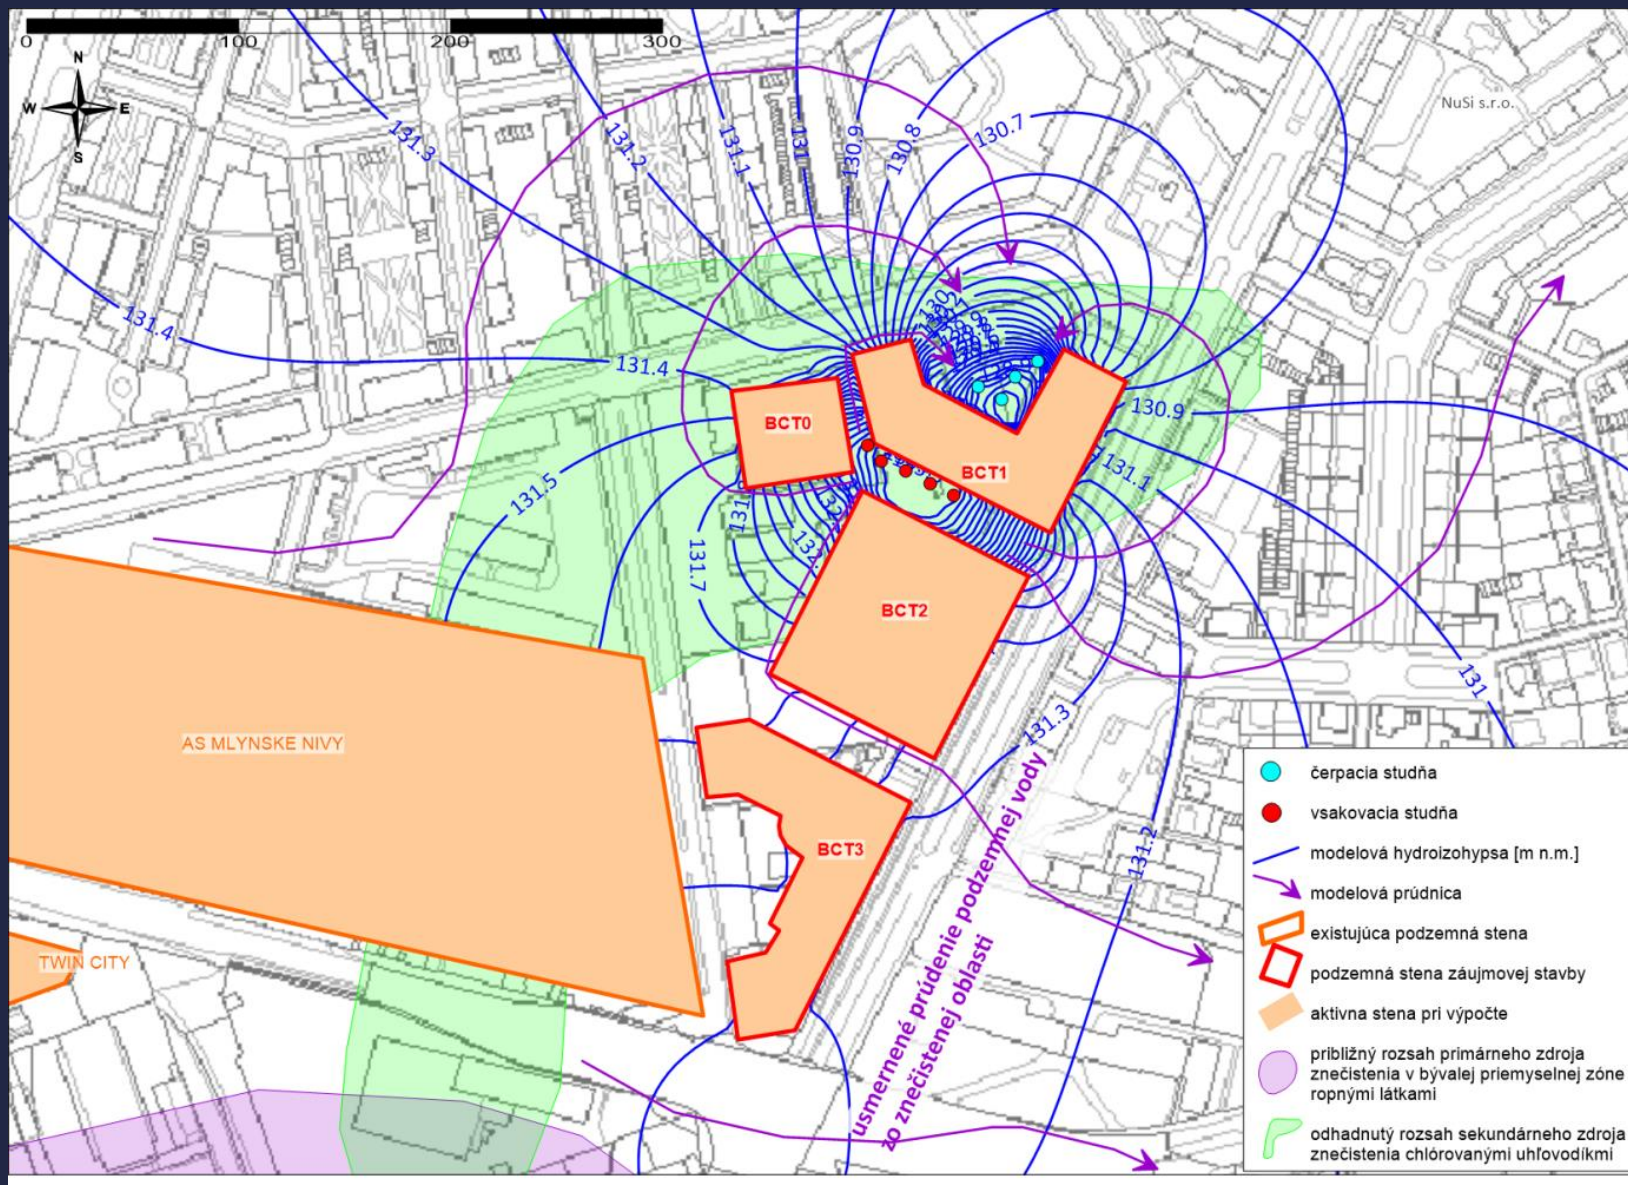 0 100 200 300
N
W E
S
NuSi s.r.o.
131.3
131.2
131.1
131
130.9
130.8
130.7
131.4
131.4
130.9
BCT0
BCT1
131.1
131.5
131.7
BCT2
131
131.3
AS MLYNSKE NIVY
BCT3
131.2
TWIN CITY
usmernené prúdenie podzemnej vody
zo znečistenej oblasti
čerpacia studňa
vsakovacia studňa
modelová hydroizohypsa [m n.m.]
modelová prúdnica
existujúca podzemná stena
podzemná stena záujmovej stavby
aktivna stena pri výpočte
približný rozsah primárneho zdroja
znečistenia v bývalej priemyselnej zóne
ropnými látkami
odhadnutý rozsah sekundárneho zdroja
znečistenia chlórovanými uhľovodíkmi